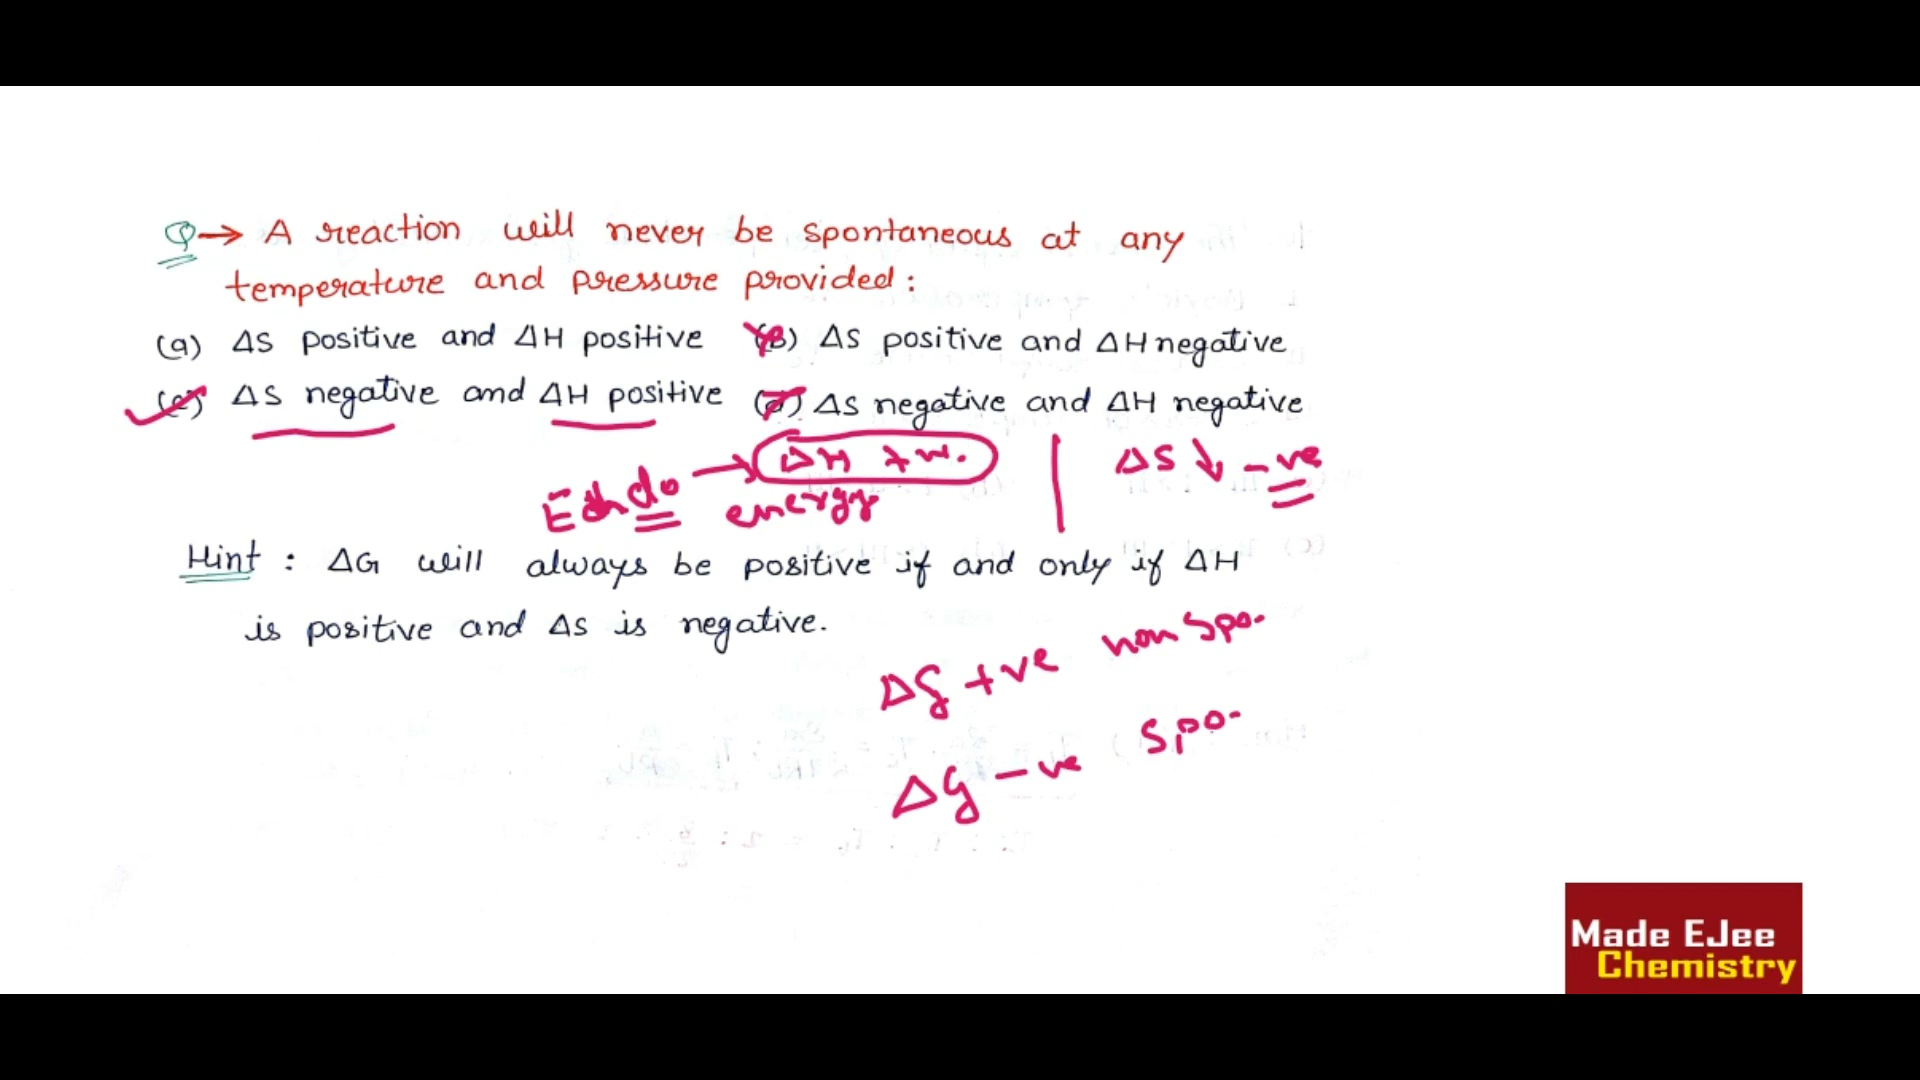 Q→ A reaction will never be spontaneous at any
temperature and pressure provided:
(a) ΔS positive and ΔH positive (b) ΔS positive and ΔH negative
(c) ΔS negative and ΔH positive (d) ΔS negative and ΔH negative
Endo → ΔH +ve. | ΔS ↓ -ve
energy
Hint : ΔG will always be positive if and only if ΔH
is positive and ΔS is negative.
ΔG +ve non Spo.
ΔG -ve Spo-
Made EJee
Chemistry